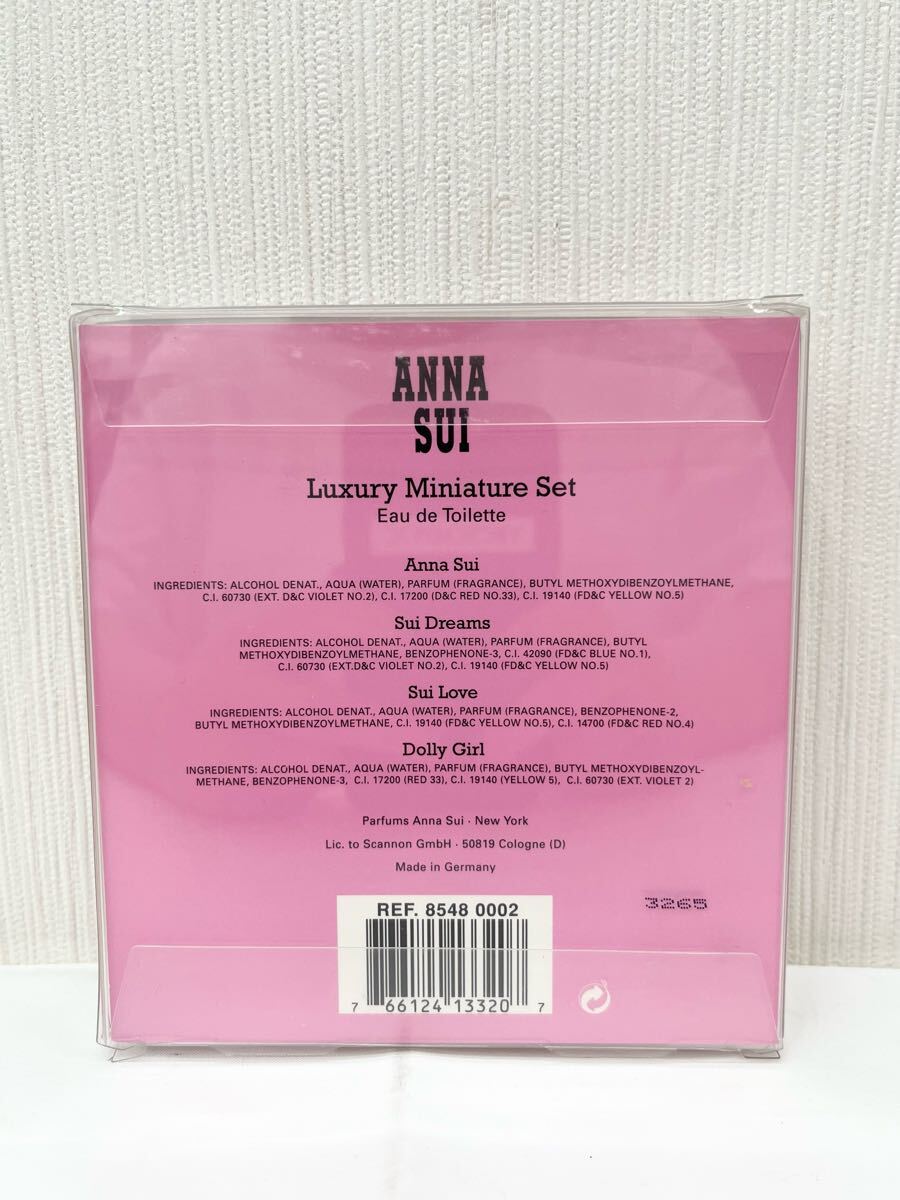 ANNA
SUI
Luxury Miniature Set
Eau de Toilette
Anna Sui
INGREDIENTS: ALCOHOL DENAT., AQUA (WATER), PARFUM (FRAGRANCE), BUTYL METHOXYDIBENZOYLMETHANE,
C.I. 60730 (EXT. D&C VIOLET NO.2), C.I. 17200 (D&C RED NO.33), C.I. 19140 (FD&C YELLOW NO.5)
Sui Dreams
INGREDIENTS: ALCOHOL DENAT., AQUA (WATER), PARFUM (FRAGRANCE), BUTYL
METHOXYDIBENZOYLMETHANE, BENZOPHENONE-3, C.I. 42090 (FD&C BLUE NO.1),
C.I. 60730 (EXT.D&C VIOLET NO.2), C.I. 19140 (FD&C YELLOW NO.5)
Sui Love
INGREDIENTS: ALCOHOL DENAT., AQUA (WATER), PARFUM (FRAGRANCE), BENZOPHENONE-2,
BUTYL METHOXYDIBENZOYLMETHANE, C.I. 19140 (FD&C YELLOW NO.5), C.I. 14700 (FD&C RED NO.4)
Dolly Girl
INGREDIENTS: ALCOHOL DENAT., AQUA (WATER), PARFUM (FRAGRANCE), BUTYL METHOXYDIBENZOYL-
METHANE, BENZOPHENONE-3, C.I. 17200 (RED 33), C.I. 19140 (YELLOW 5), C.I. 60730 (EXT. VIOLET 2)
Parfums Anna Sui · New York
Lic. to Scannon GmbH · 50819 Cologne (D)
Made in Germany
3265
REF. 8548 0002
7 66124 13320 7